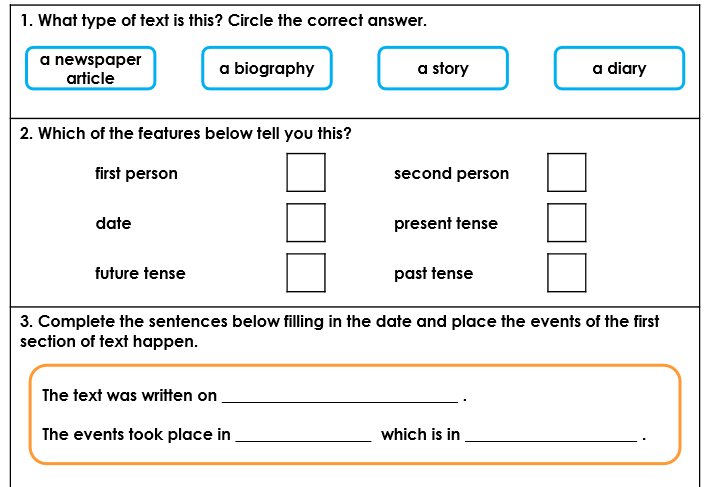 1. What type of text is this? Circle the correct answer.
a newspaper
article
a biography
a story
a diary
2. Which of the features below tell you this?
first person
second person
date
present tense
future tense
past tense
3. Complete the sentences below filling in the date and place the events of the first
section of text happen.
The text was written on ____________________________ .
The events took place in ________________ which is in ____________________ .